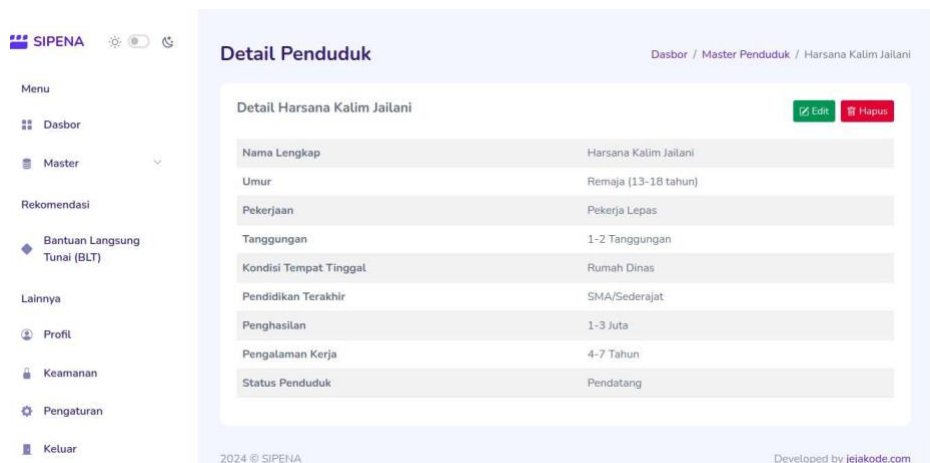 SIPENA
Menu
Dasbor
Master
Rekomendasi
Bantuan Langsung
Tunai (BLT)
Lainnya
Profil
Keamanan
Pengaturan
Keluar
Detail Penduduk
Dasbor / Master Penduduk / Harsana Kalim Jailani
Detail Harsana Kalim Jailani
Edit Hapus
Nama Lengkap Harsana Kalim Jailani
Umur Remaja (13-18 tahun)
Pekerjaan Pekerja Lepas
Tanggungan 1-2 Tanggungan
Kondisi Tempat Tinggal Rumah Dinas
Pendidikan Terakhir SMA/Sederajat
Penghasilan 1-3 Juta
Pengalaman Kerja 4-7 Tahun
Status Penduduk Pendatang
2024 © SIPENA
Developed by jejakode.com